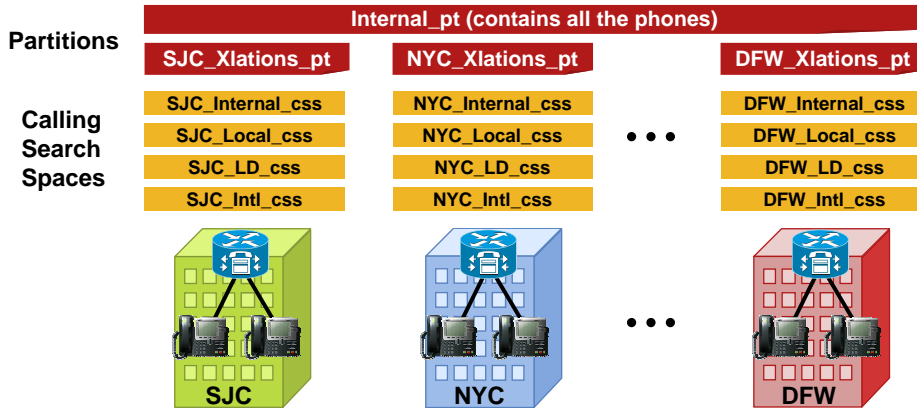 Internal_pt (contains all the phones)
Partitions
SJC_Xlations_pt
NYC_Xlations_pt
DFW_Xlations_pt
Calling
Search
Spaces
SJC_Internal_css
NYC_Internal_css
DFW_Internal_css
SJC_Local_css
NYC_Local_css
DFW_Local_css
SJC_LD_css
NYC_LD_css
DFW_LD_css
SJC_Intl_css
NYC_Intl_css
DFW_Intl_css
SJC
NYC
DFW